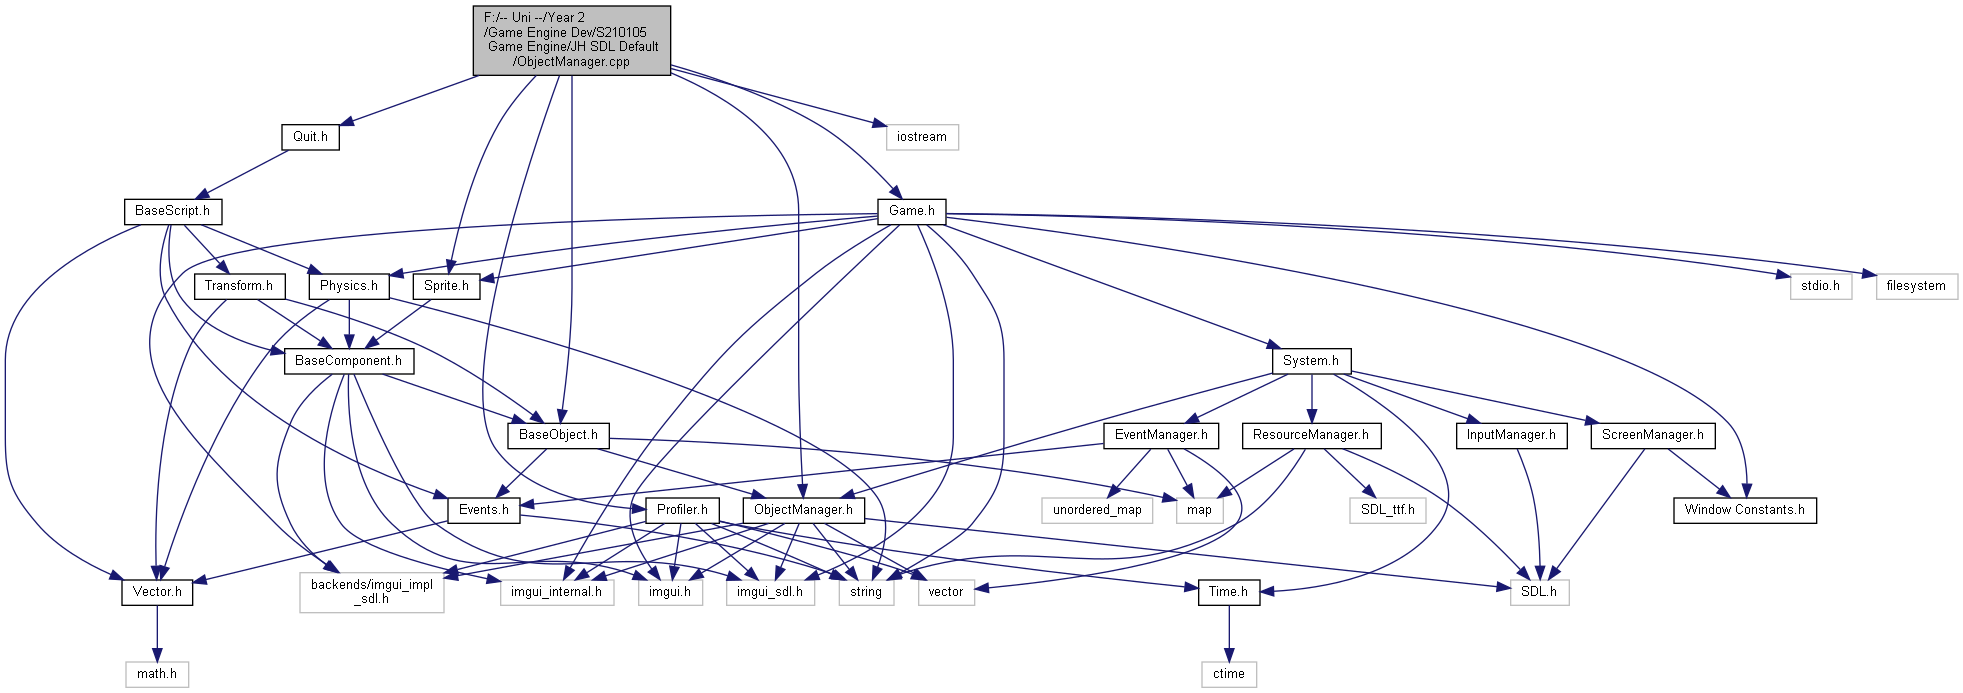 F:/-- Uni --/Year 2
/Game Engine Dev/S210105
Game Engine/JH SDL Default
/ObjectManager.cpp
Quit.h
iostream
BaseScript.h
Game.h
Transform.h
Physics.h
Sprite.h
stdio.h
filesystem
BaseComponent.h
System.h
BaseObject.h
EventManager.h
ResourceManager.h
InputManager.h
ScreenManager.h
Events.h
Profiler.h
ObjectManager.h
unordered_map
map
SDL_ttf.h
Window Constants.h
Vector.h
backends/imgui_impl
_sdl.h
imgui_internal.h
imgui.h
imgui_sdl.h
string
vector
Time.h
SDL.h
math.h
ctime